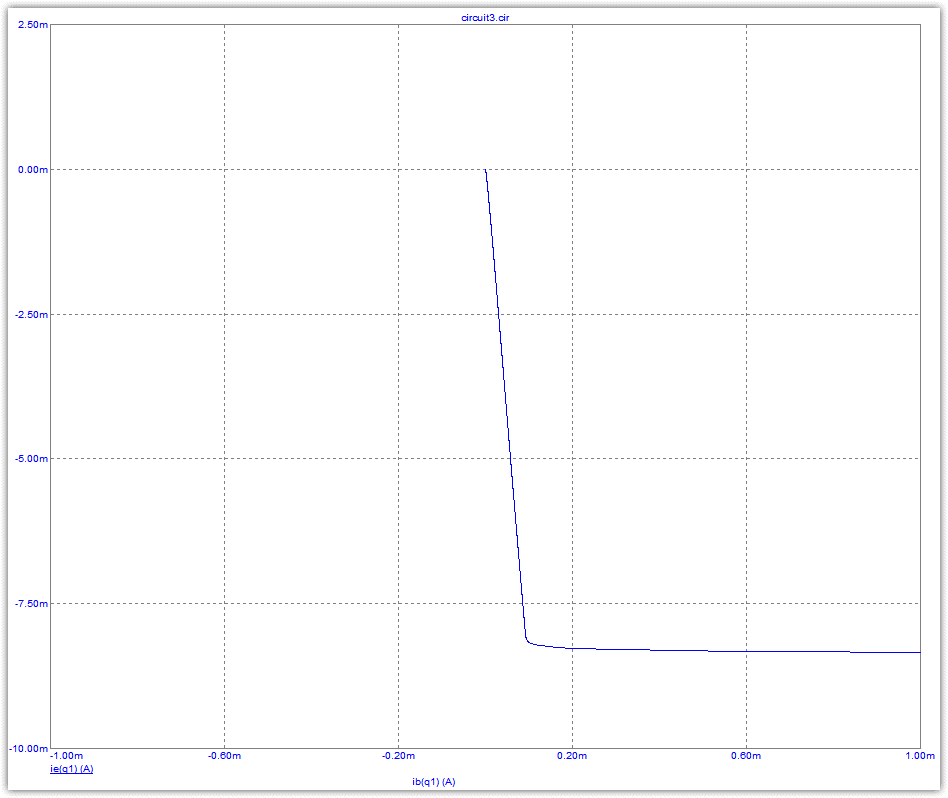 circuit3.cir
2.50m
0.00m
-2.50m
-5.00m
-7.50m
-10.00m
-1.00m -0.60m -0.20m 0.20m 0.60m 1.00m
ie(q1) (A)
ib(q1) (A)